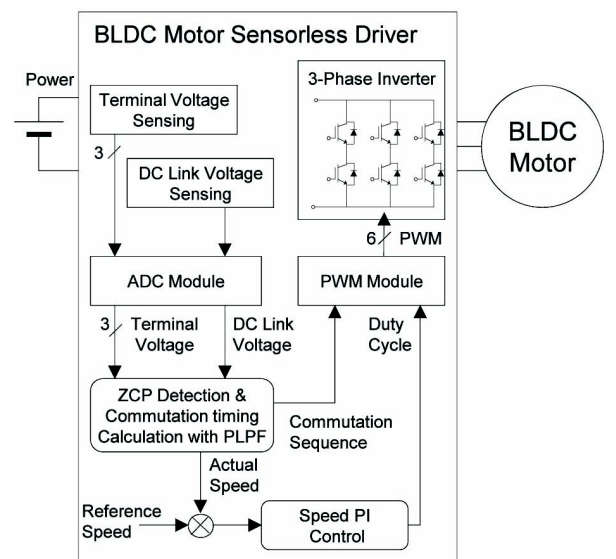 BLDC Motor Sensorless Driver
Power
Terminal Voltage
Sensing
3-Phase Inverter
BLDC
Motor
3
DC Link Voltage
Sensing
6
PWM
ADC Module
PWM Module
3
Terminal
Voltage
DC Link
Voltage
Duty
Cycle
ZCP Detection &
Commutation timing
Calculation with PLPF
Commutation
Sequence
Actual
Speed
Reference
Speed
Speed PI
Control